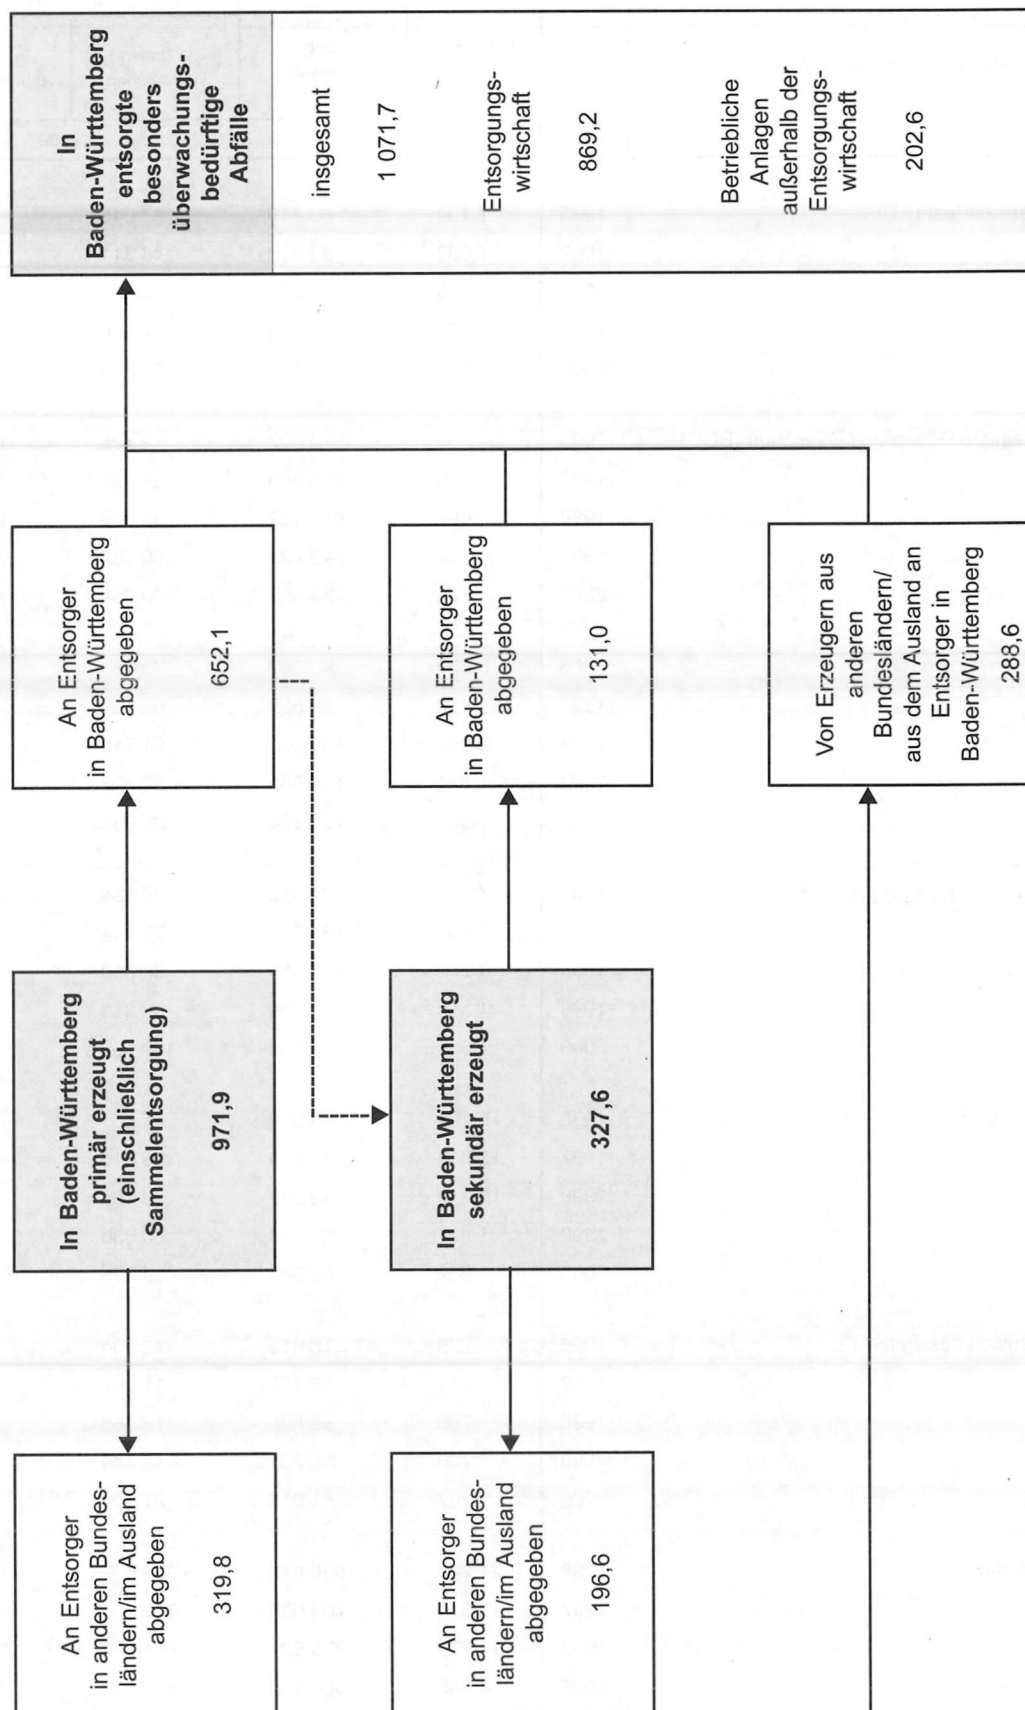 An Entsorger
in anderen Bundes-
ländern/im Ausland
abgegeben
319,8
In Baden-Württemberg
primär erzeugt
(einschließlich
Sammelentsorgung)
971,9
An Entsorger
in Baden-Württemberg
abgegeben
652,1
In
Baden-Württemberg
entsorgte
besonders
überwachungs-
bedürftige
Abfälle
insgesamt
1 071,7
Entsorgungs-
wirtschaft
869,2
Betriebliche
Anlagen
außerhalb der
Entsorgungs-
wirtschaft
202,6
An Entsorger
in anderen Bundes-
ländern/im Ausland
abgegeben
196,6
In Baden-Württemberg
sekundär erzeugt
327,6
An Entsorger
in Baden-Württemberg
abgegeben
131,0
Von Erzeugern aus
anderen
Bundesländern/
aus dem Ausland an
Entsorger in
Baden-Württemberg
288,6